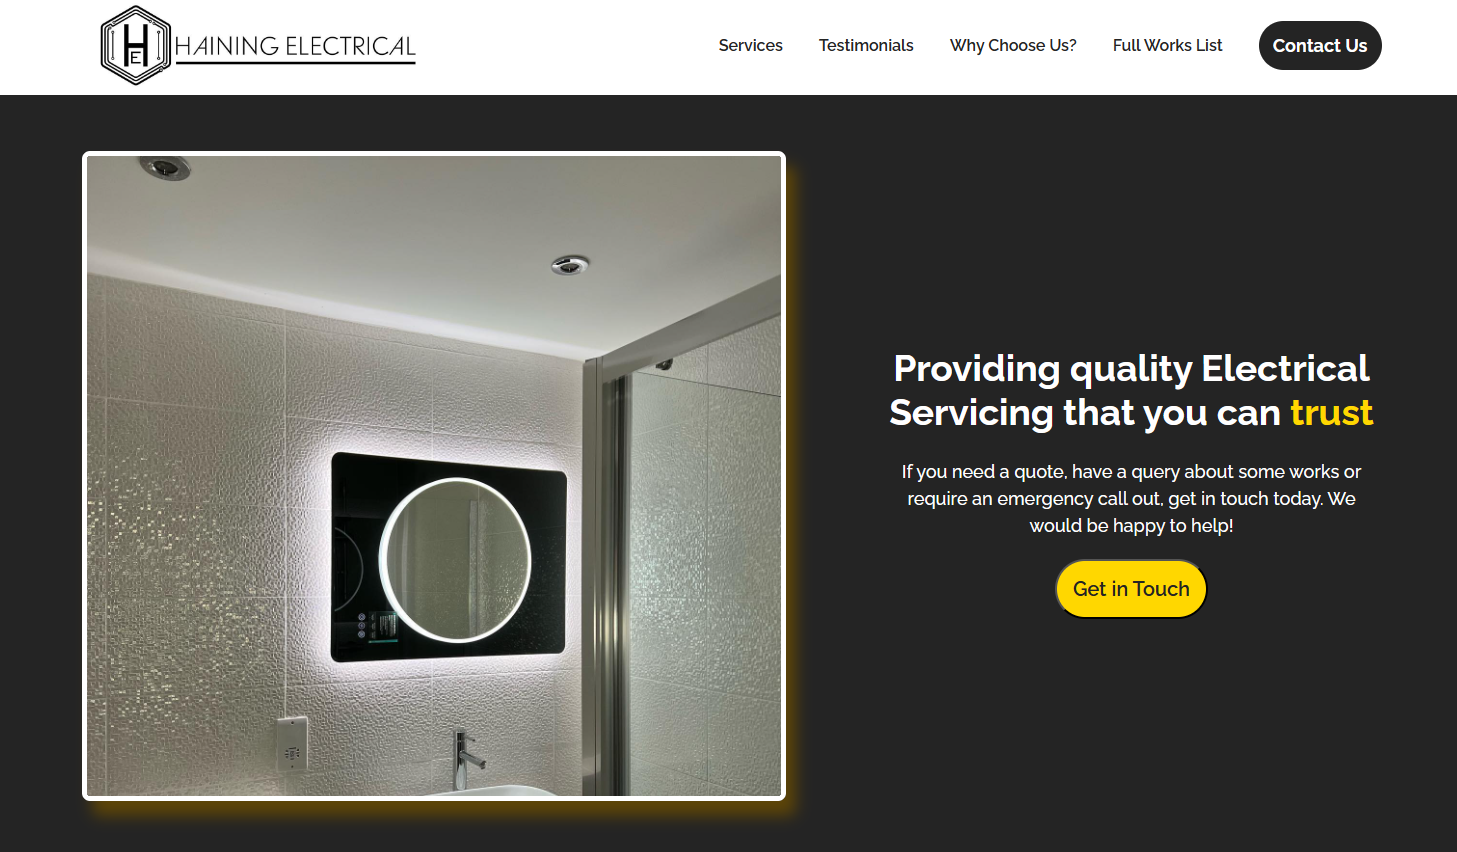 HE HAINING ELECTRICAL
Services Testimonials Why Choose Us? Full Works List Contact Us
Providing quality Electrical
Servicing that you can trust
If you need a quote, have a query about some works or
require an emergency call out, get in touch today. We
would be happy to help!
Get in Touch